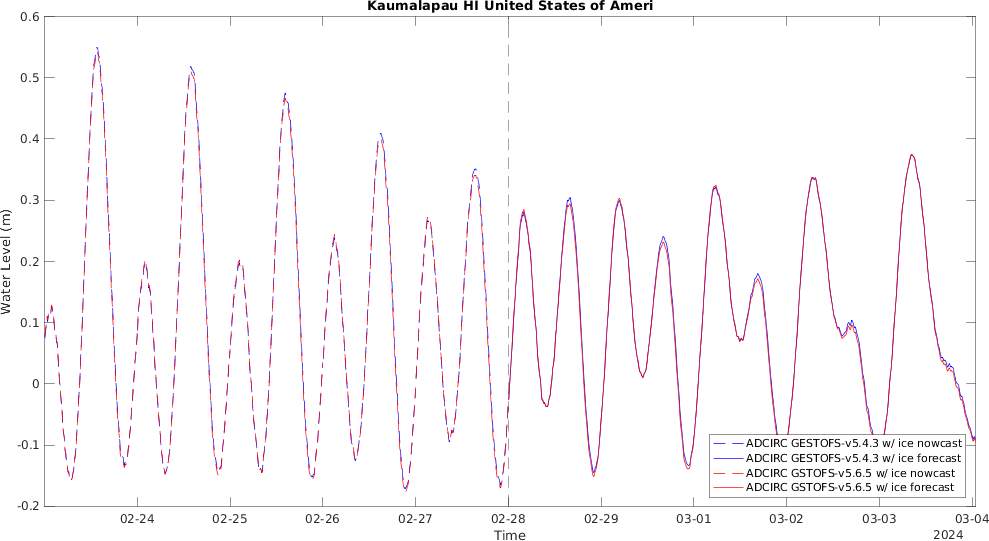 Kaumalapau HI United States of Ameri
0.6
0.5
0.4
0.3
0.2
0.1
0
-0.1
-0.2
Water Level (m)
02-24 02-25 02-26 02-27 02-28 02-29 03-01 03-02 03-03 03-04
Time
2024
ADCIRC GESTOFS-v5.4.3 w/ ice nowcast
ADCIRC GESTOFS-v5.4.3 w/ ice forecast
ADCIRC GSTOFS-v5.6.5 w/ ice nowcast
ADCIRC GSTOFS-v5.6.5 w/ ice forecast